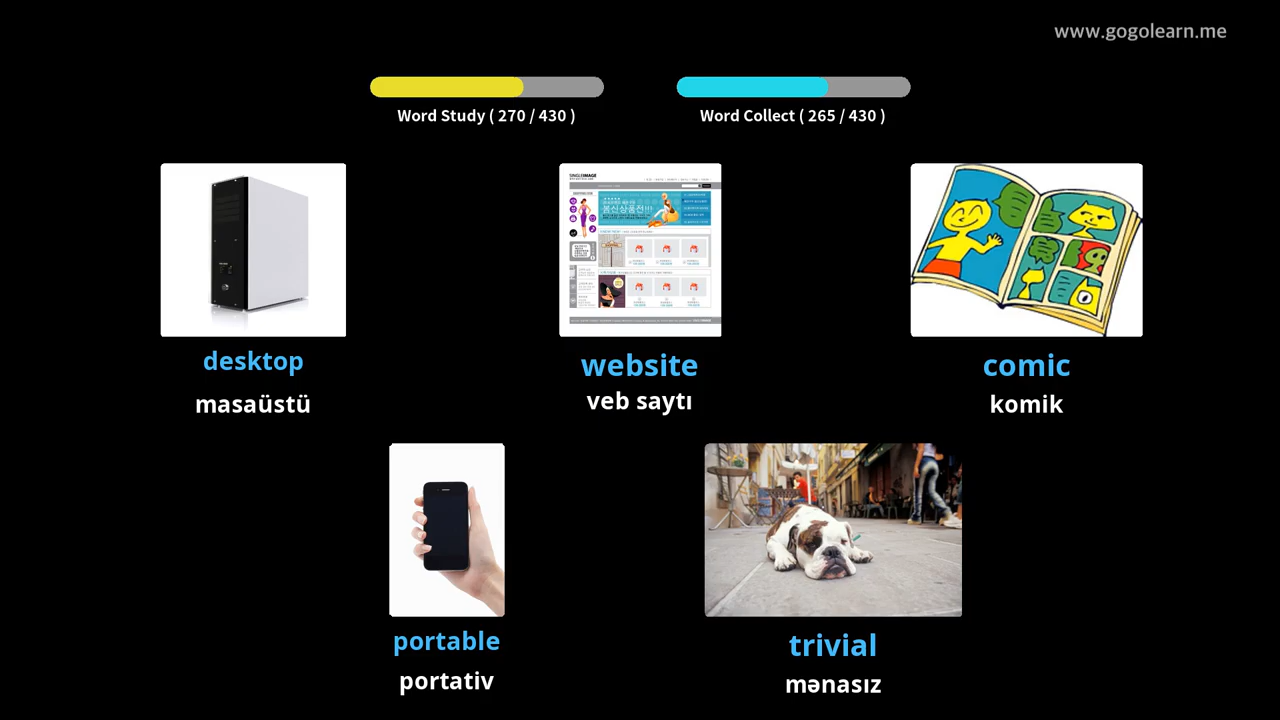 www.gogolearn.me
Word Study ( 270 / 430 )
Word Collect ( 265 / 430 )
desktop
masaüstü
website
veb saytı
comic
komik
portable
portativ
trivial
mənasız